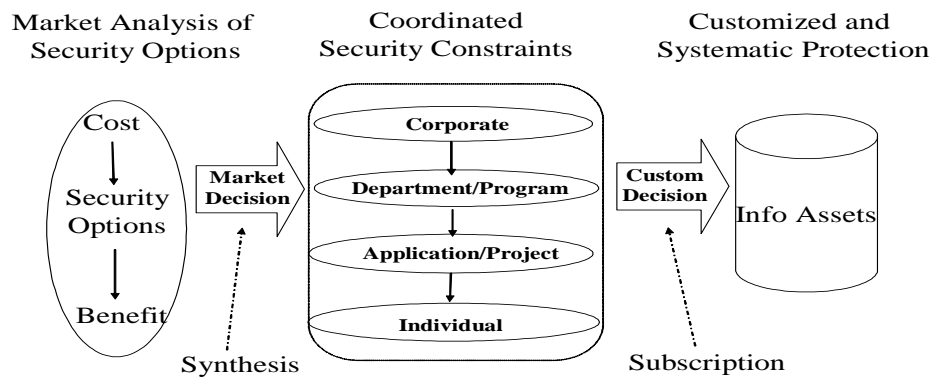 Market Analysis of
Security Options
Coordinated
Security Constraints
Customized and
Systematic Protection
Cost
Security
Options
Benefit
Market
Decision
Corporate
Department/Program
Application/Project
Individual
Custom
Decision
Info Assets
Synthesis
Subscription